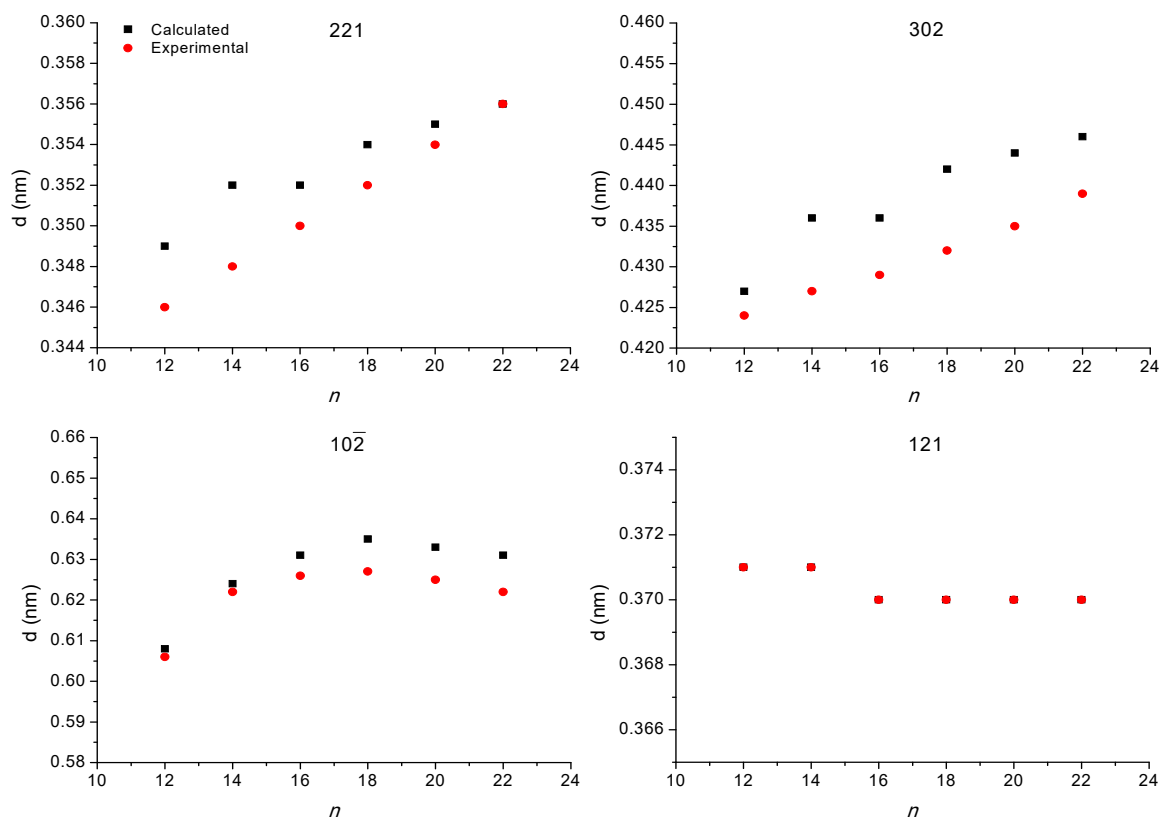 221
Calculated
Experimental
0.360
0.358
0.356
0.354
0.352
0.350
0.348
0.346
0.344
d (nm)
10 12 14 16 18 20 22 24
n
302
0.460
0.455
0.450
0.445
0.440
0.435
0.430
0.425
0.420
d (nm)
10 12 14 16 18 20 22 24
n
102̅
0.66
0.65
0.64
0.63
0.62
0.61
0.60
0.59
0.58
d (nm)
10 12 14 16 18 20 22 24
n
121
0.374
0.372
0.370
0.368
0.366
d (nm)
10 12 14 16 18 20 22 24
n